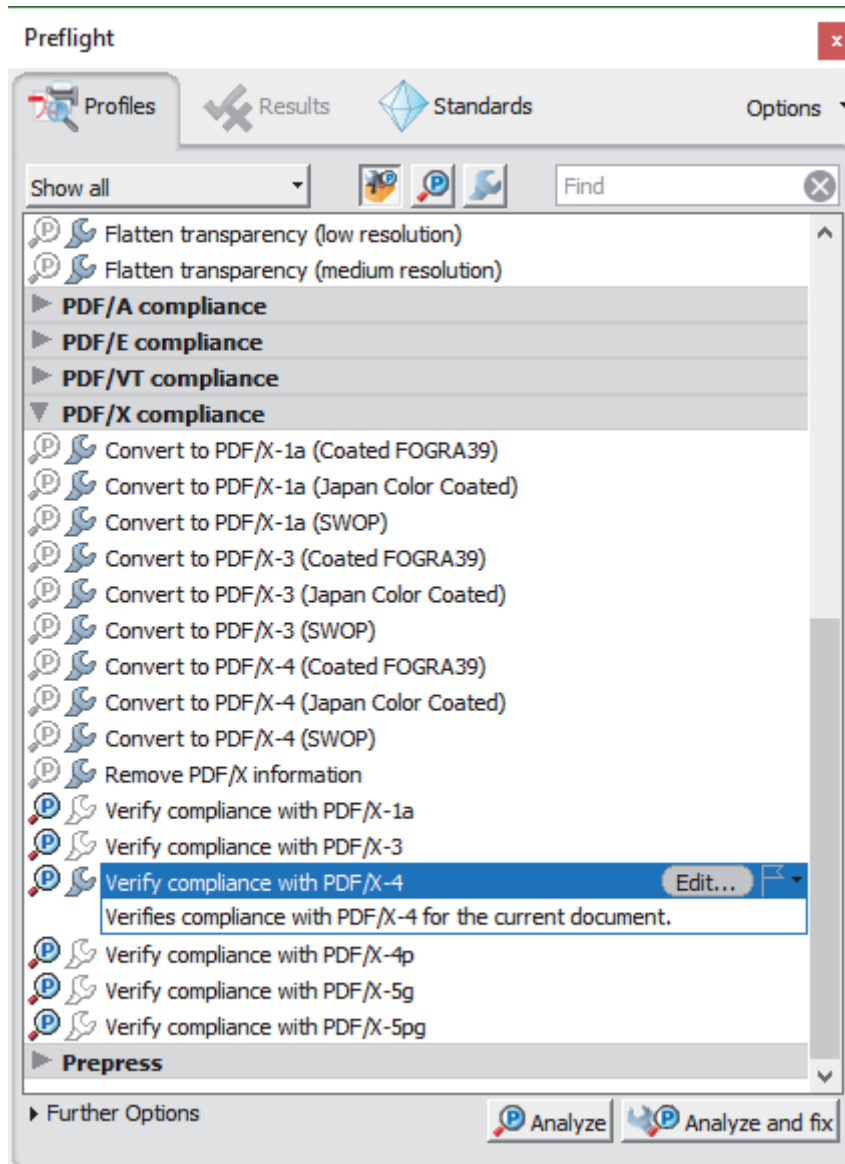 Preflight
x
Profiles Results Standards Options
Show all Find
Flatten transparency (low resolution)
Flatten transparency (medium resolution)
PDF/A compliance
PDF/E compliance
PDF/VT compliance
PDF/X compliance
Convert to PDF/X-1a (Coated FOGRA39)
Convert to PDF/X-1a (Japan Color Coated)
Convert to PDF/X-1a (SWOP)
Convert to PDF/X-3 (Coated FOGRA39)
Convert to PDF/X-3 (Japan Color Coated)
Convert to PDF/X-3 (SWOP)
Convert to PDF/X-4 (Coated FOGRA39)
Convert to PDF/X-4 (Japan Color Coated)
Convert to PDF/X-4 (SWOP)
Remove PDF/X information
Verify compliance with PDF/X-1a
Verify compliance with PDF/X-3
Verify compliance with PDF/X-4 Edit...
Verifies compliance with PDF/X-4 for the current document.
Verify compliance with PDF/X-4p
Verify compliance with PDF/X-5g
Verify compliance with PDF/X-5pg
Prepress
Further Options Analyze Analyze and fix